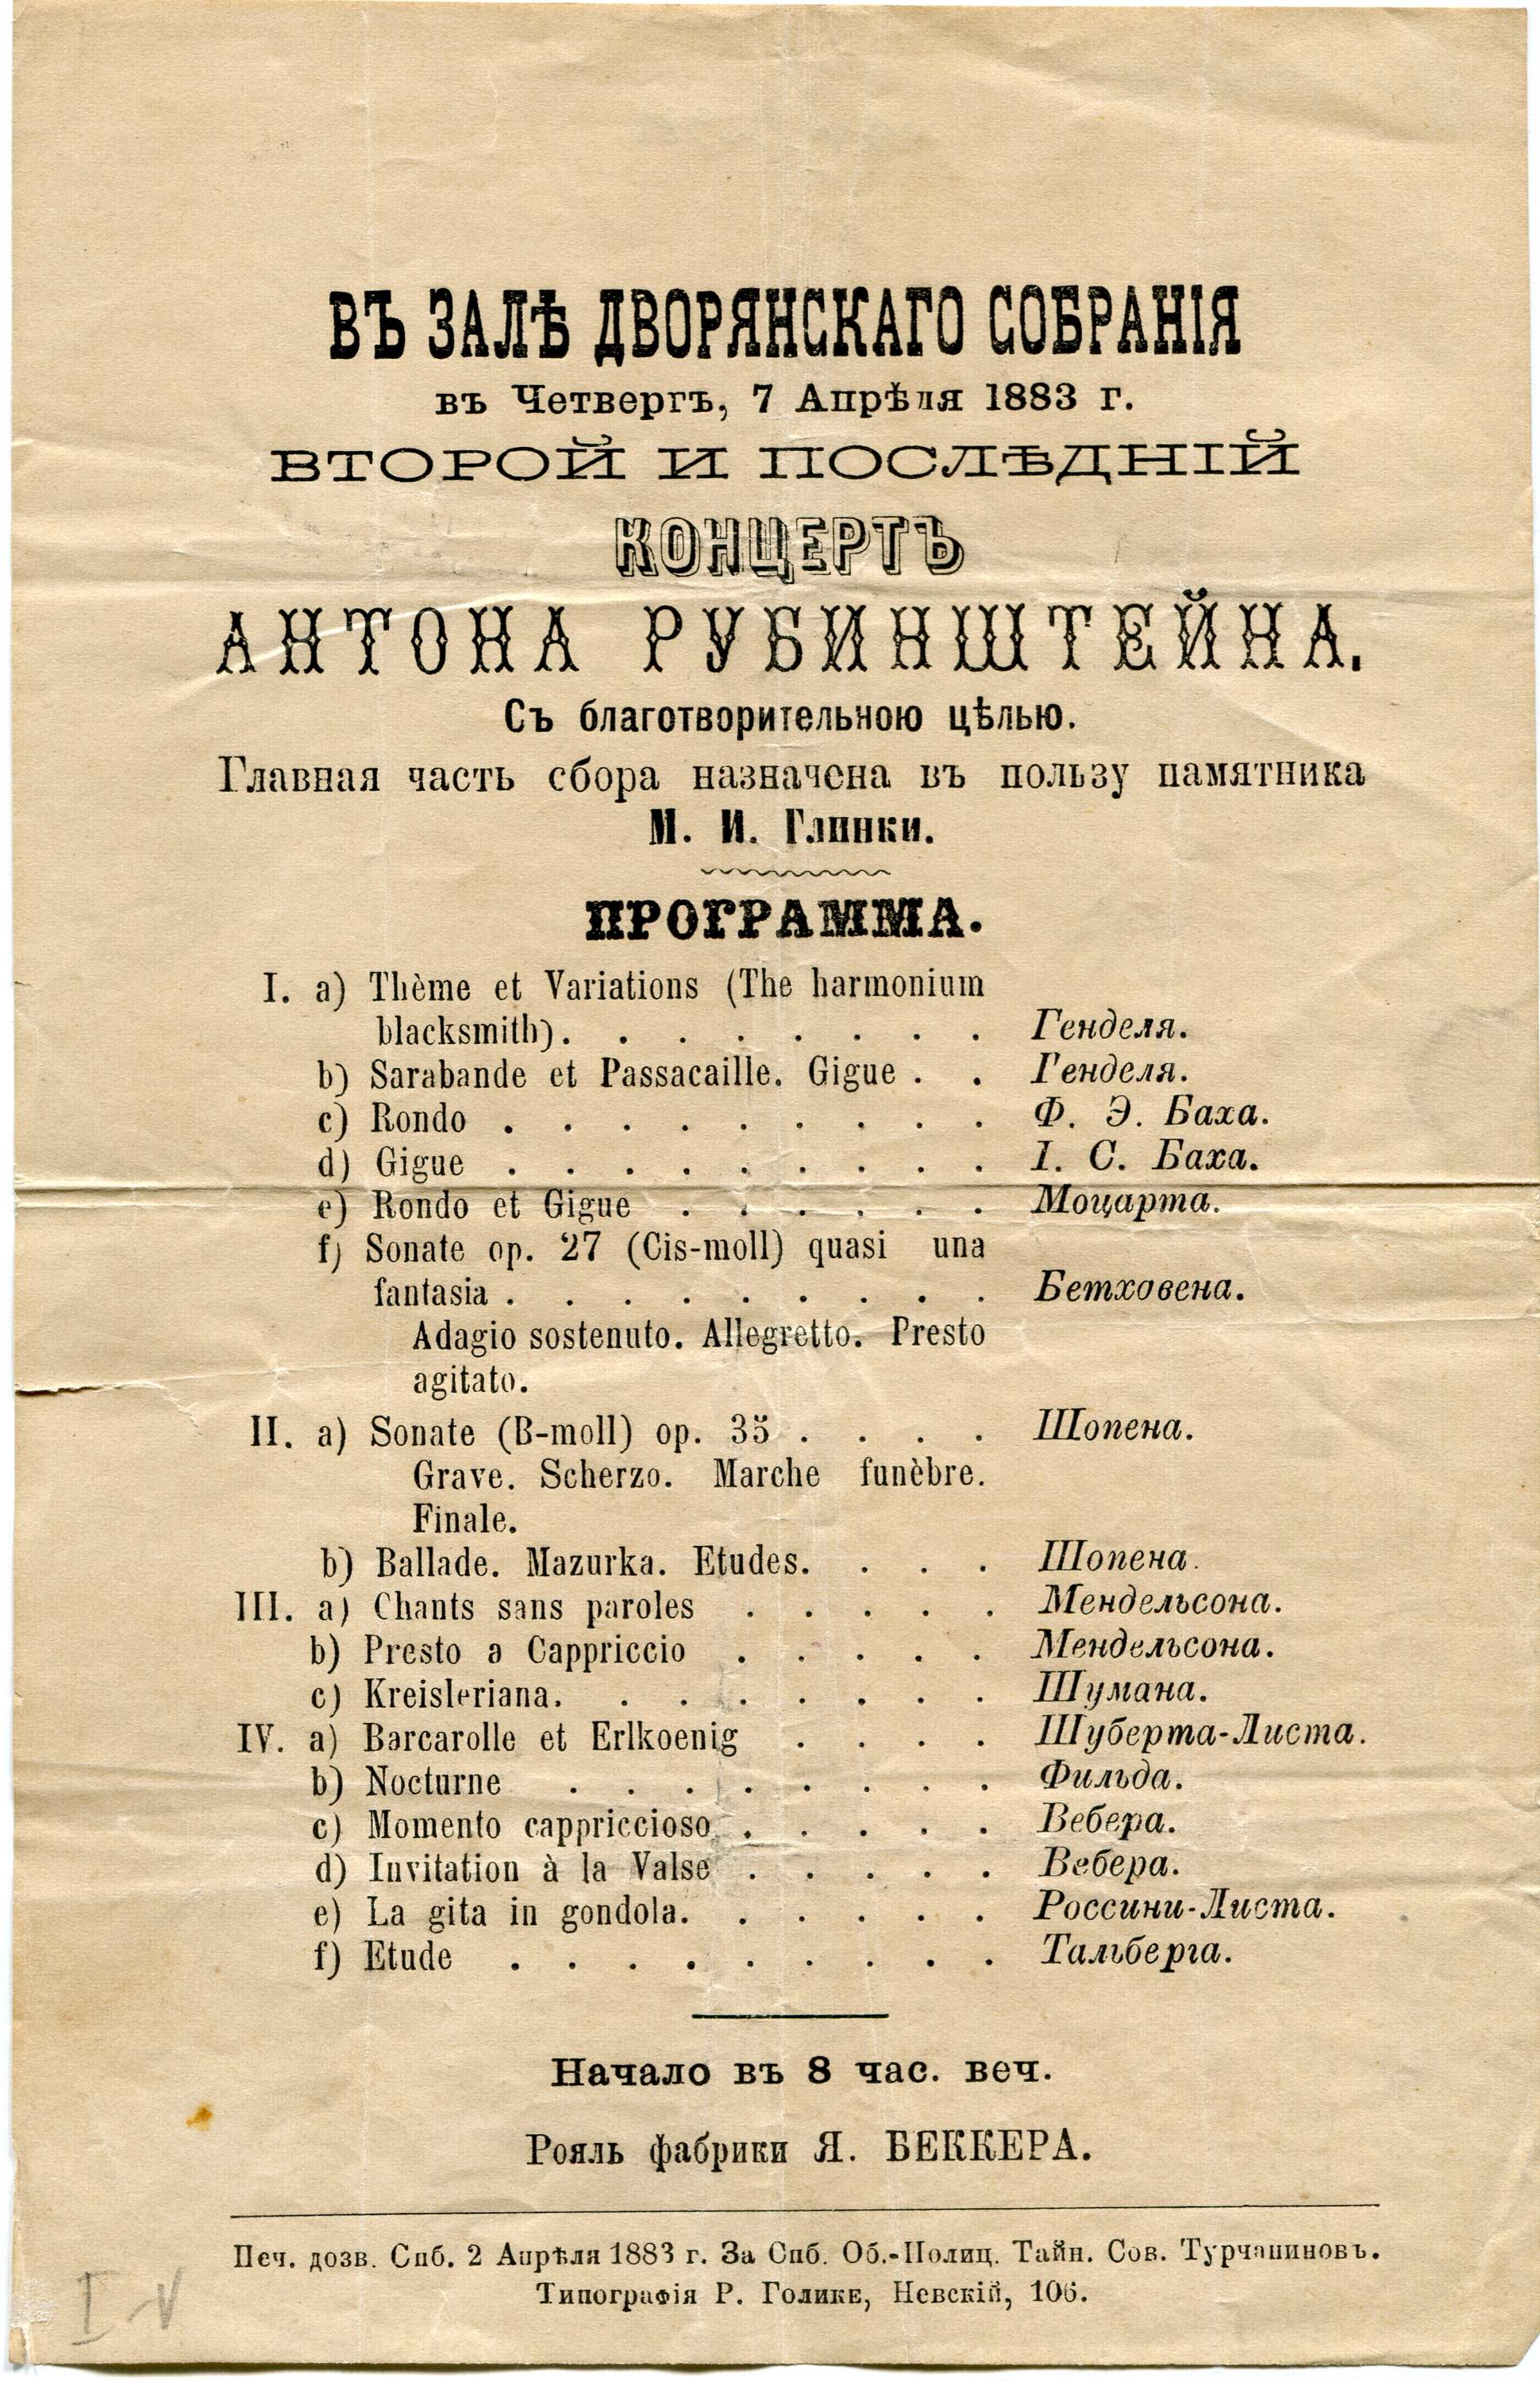 ВЪ ЗАЛѢ ДВОРЯНСКАГО СОБРАНІЯ
въ Четвергъ, 7 Апрѣля 1883 г.
ВТОРОЙ И ПОСЛѢДНІЙ
КОНЦЕРТЪ
АНТОНА РУБИНШТЕЙНА.
Съ благотворительною цѣлью.
Главная часть сбора назначена въ пользу памятника
М. И. Глинки.
ПРОГРАММА.
I. a) Thème et Variations (The harmonium
blacksmith). . . . . . . . Генделя.
b) Sarabande et Passacaille. Gigue . . Генделя.
c) Rondo . . . . . . . . . Ф. Э. Баха.
d) Gigue . . . . . . . . . І. С. Баха.
e) Rondo et Gigue . . . . . . Моцарта.
f) Sonate op. 27 (Cis-moll) quasi una
fantasia . . . . . . . . . Бетховена.
Adagio sostenuto. Allegretto. Presto
agitato.
II. a) Sonate (B-moll) op. 35 . . . . Шопена.
Grave. Scherzo. Marche funèbre.
Finale.
b) Ballade. Mazurka. Etudes. . . . Шопена.
III. a) Chants sans paroles . . . . . Мендельсона.
b) Presto a Cappriccio . . . . . Мендельсона.
c) Kreisleriana. . . . . . . . Шумана.
IV. a) Barcarolle et Erlkoenig . . . . Шуберта-Листа.
b) Nocturne . . . . . . . . Фильда.
c) Momento cappriccioso . . . . . Вебера.
d) Invitation à la Valse . . . . . Вебера.
e) La gita in gondola. . . . . . Россини-Листа.
f) Etude . . . . . . . . . Тальберга.
Начало въ 8 час. веч.
Рояль фабрики Я. БЕККЕРА.
Печ. дозв. Спб. 2 Апрѣля 1883 г. За Спб. Об.-Полиц. Тайн. Сов. Турчаниновъ.
Типографія Р. Голике, Невскій, 106.
I-V